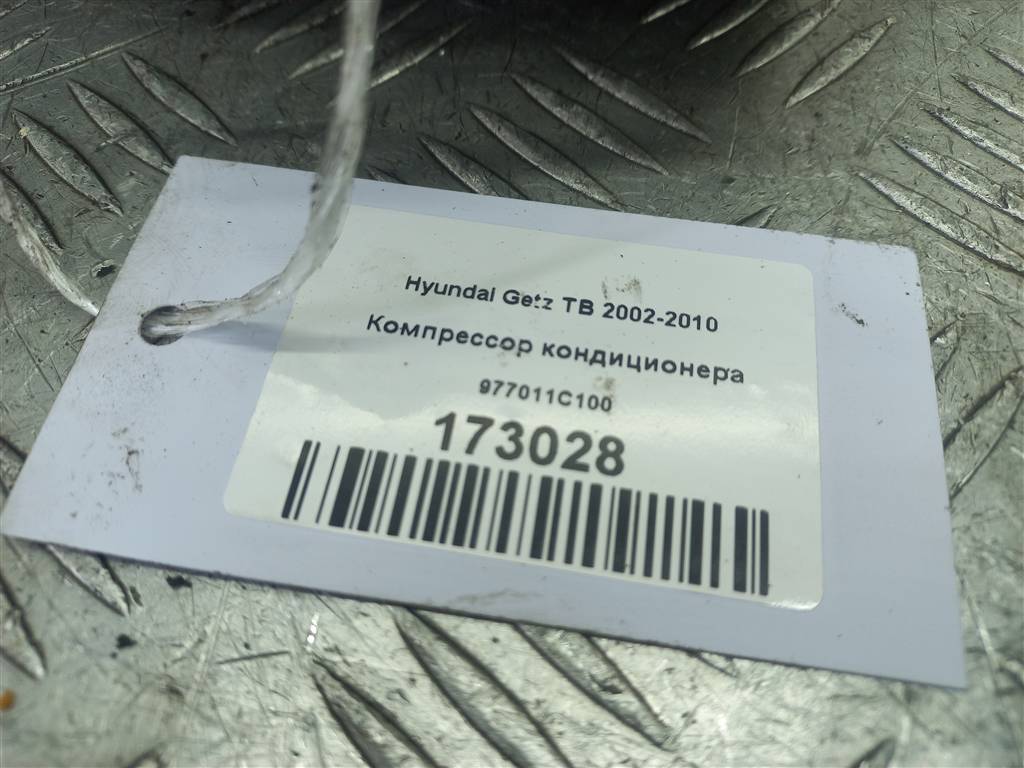 Hyundai Getz TB 2002-2010
Компрессор кондиционера
977011C100
173028